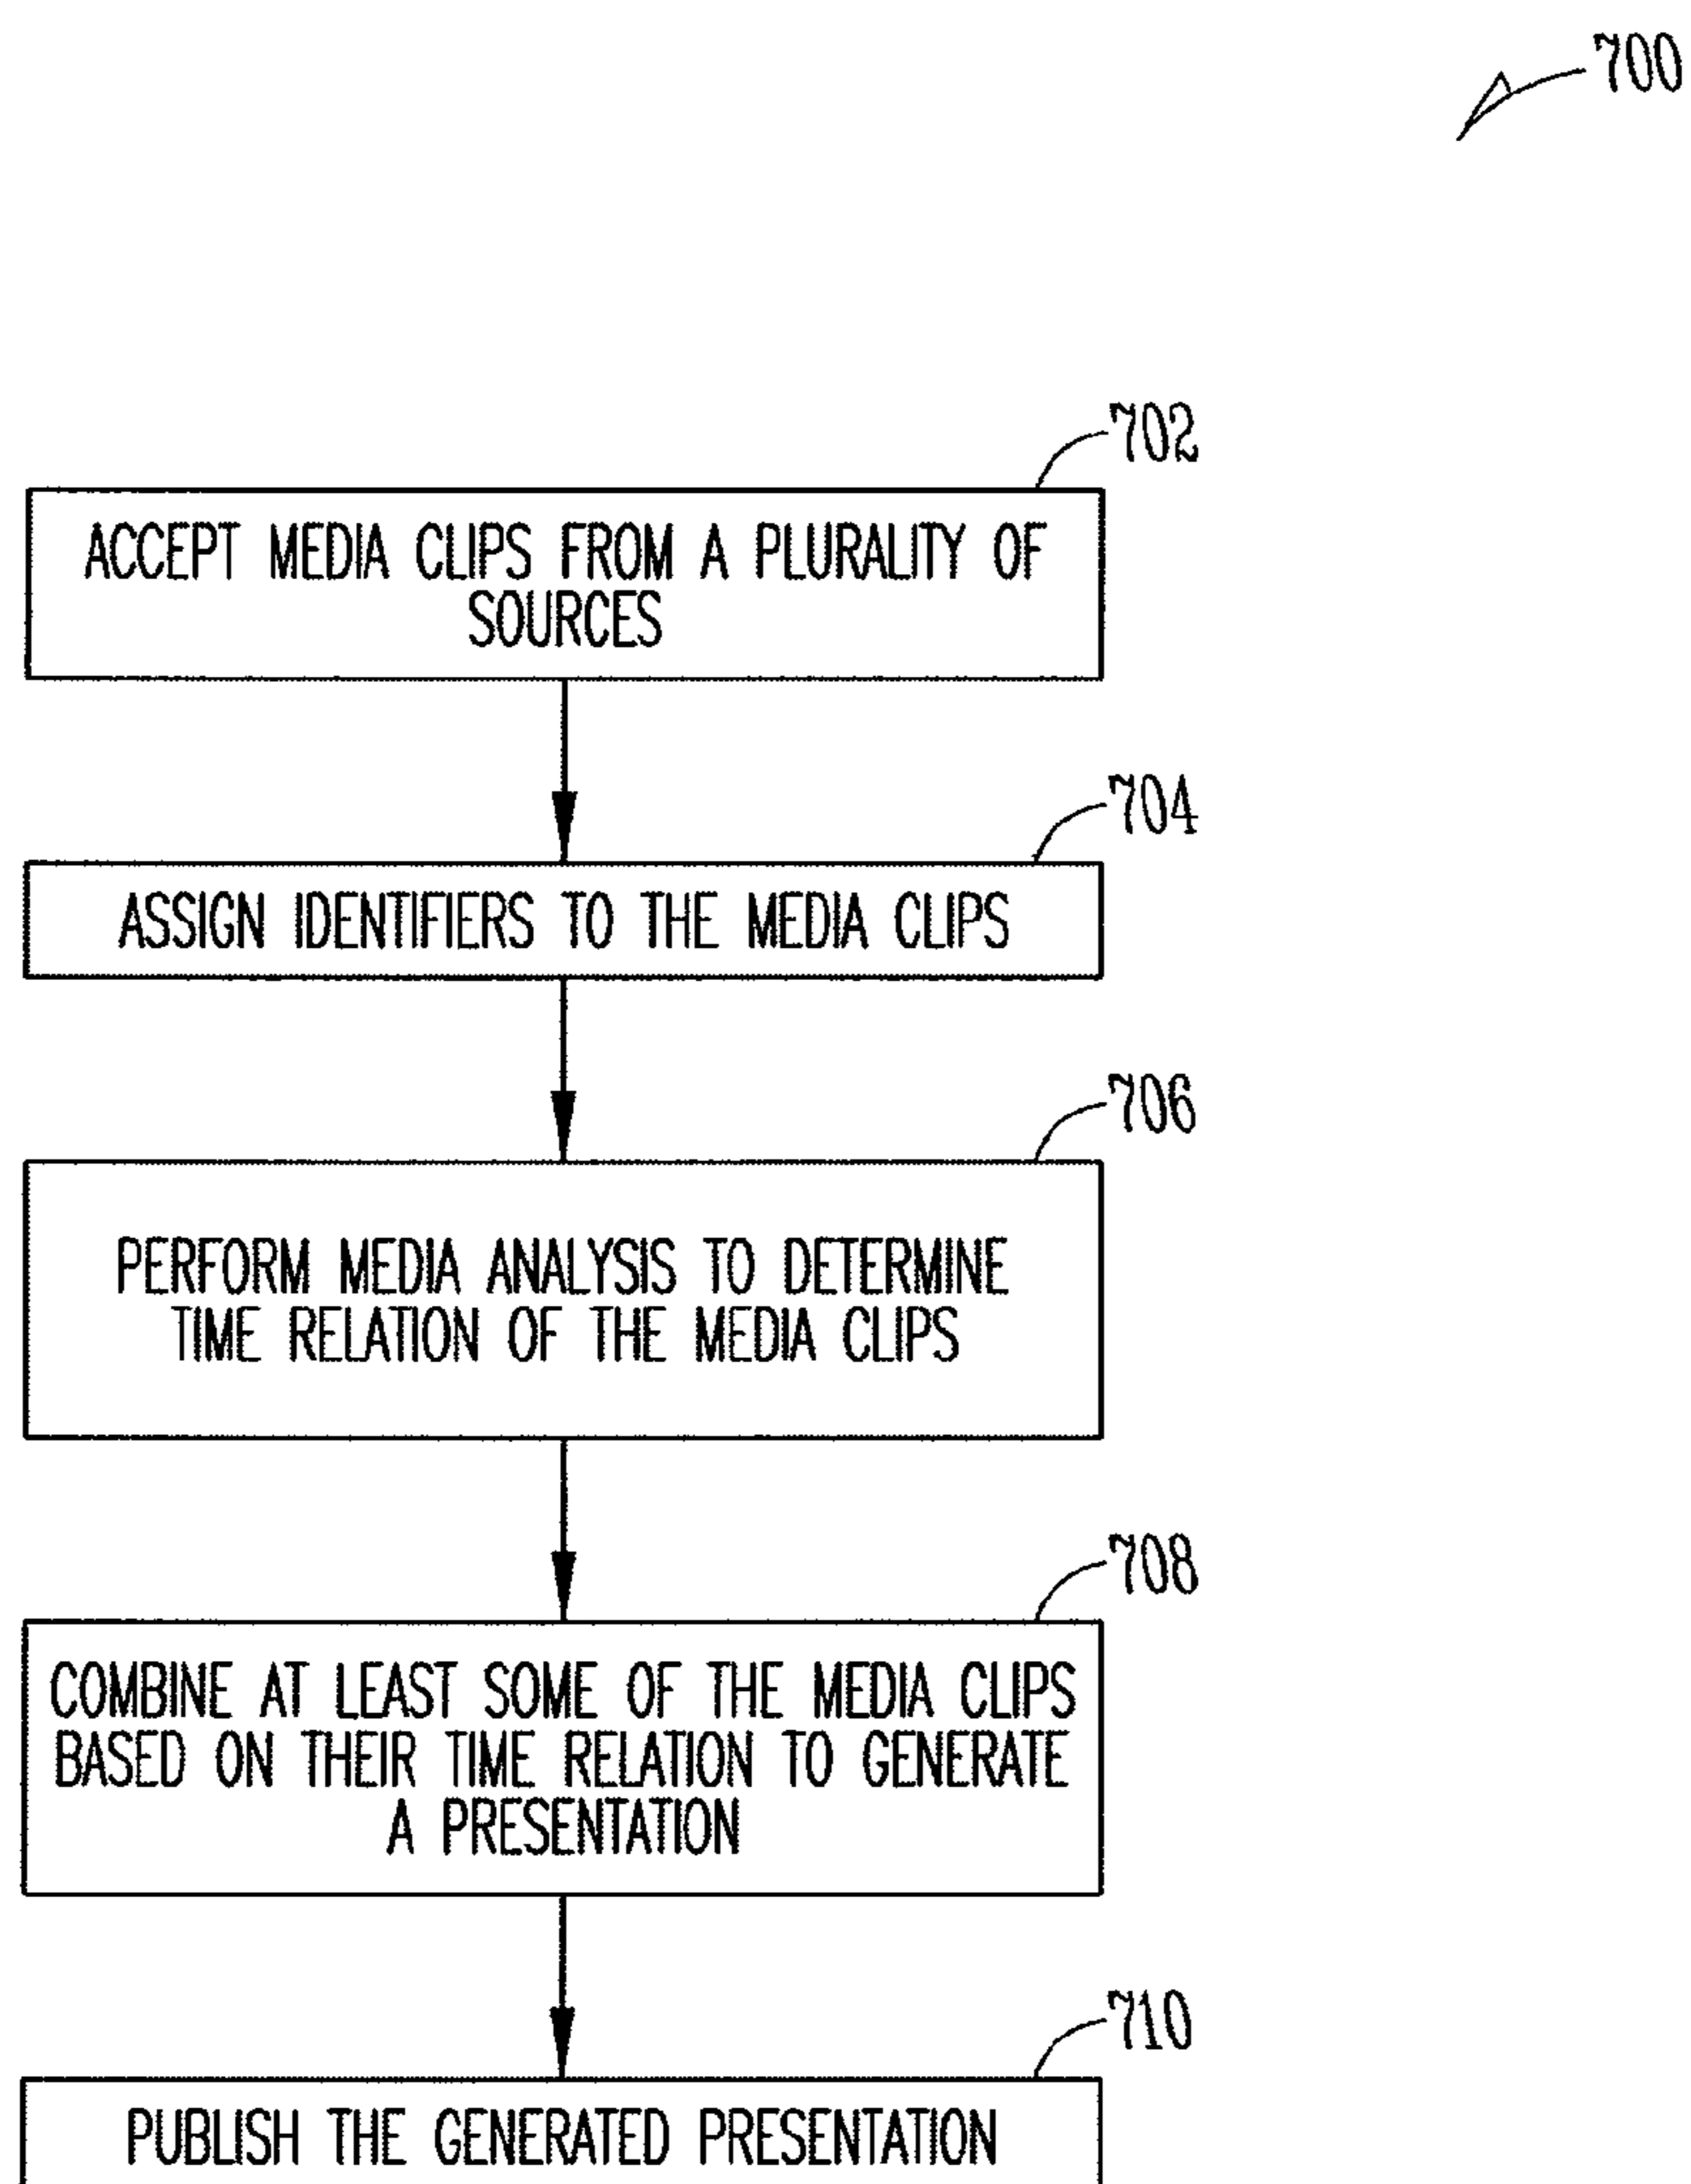 700
702
ACCEPT MEDIA CLIPS FROM A PLURALITY OF
SOURCES
704
ASSIGN IDENTIFIERS TO THE MEDIA CLIPS
706
PERFORM MEDIA ANALYSIS TO DETERMINE
TIME RELATION OF THE MEDIA CLIPS
708
COMBINE AT LEAST SOME OF THE MEDIA CLIPS
BASED ON THEIR TIME RELATION TO GENERATE
A PRESENTATION
710
PUBLISH THE GENERATED PRESENTATION